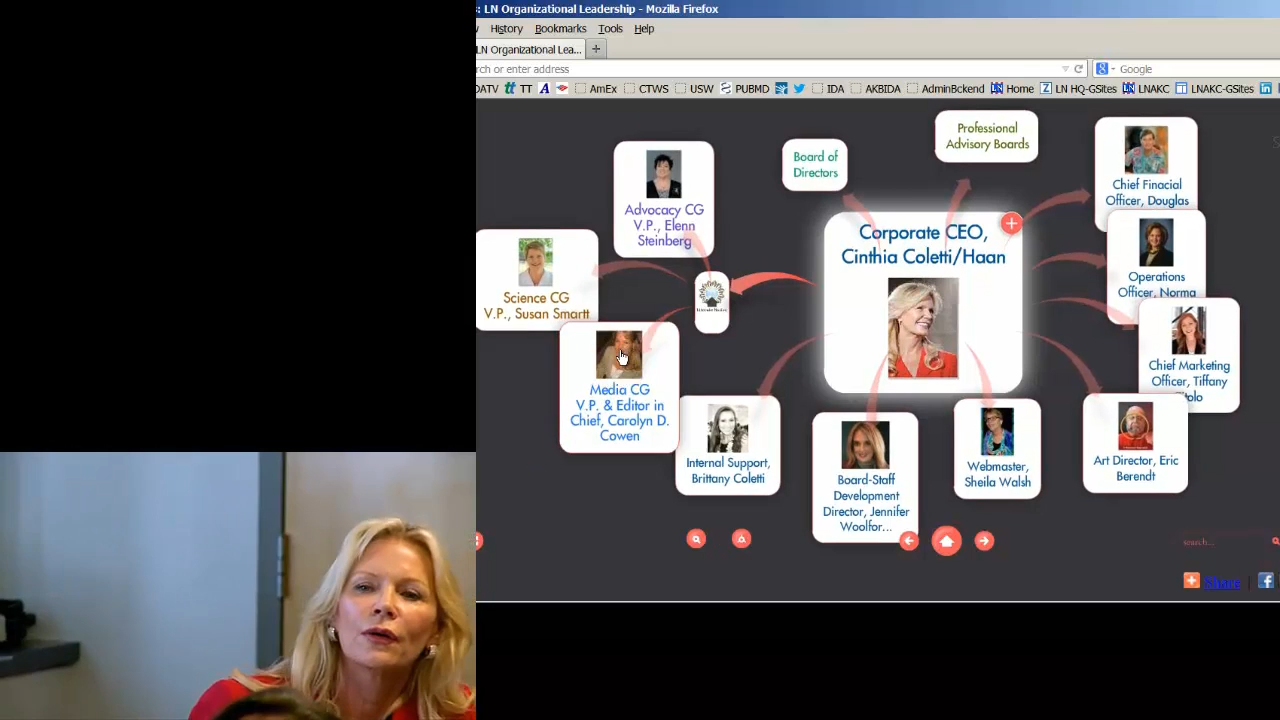 : LN Organizational Leadership - Mozilla Firefox
History Bookmarks Tools Help
LN Organizational Lea... +
rch or enter address
Google
DATV TT AmEx CTWS USW PUBMD IDA AKBIDA AdminBckend Home LN HQ-GSites LNAKC LNAKC-GSites
Professional
Advisory Boards
Board of
Directors
Chief Finacial
Officer, Douglas
Advocacy CG
V.P., Elenn
Steinberg
Corporate CEO,
Cinthia Coletti/Haan
Operations
Officer, Norma
Science CG
V.P., Susan Smartt
Chief Marketing
Officer, Tiffany
Media CG
V.P. & Editor in
Chief, Carolyn D.
Cowen
Internal Support,
Brittany Coletti
Board-Staff
Development
Director, Jennifer
Woolfor...
Webmaster,
Sheila Walsh
Art Director, Eric
Berendt
search...
Share |